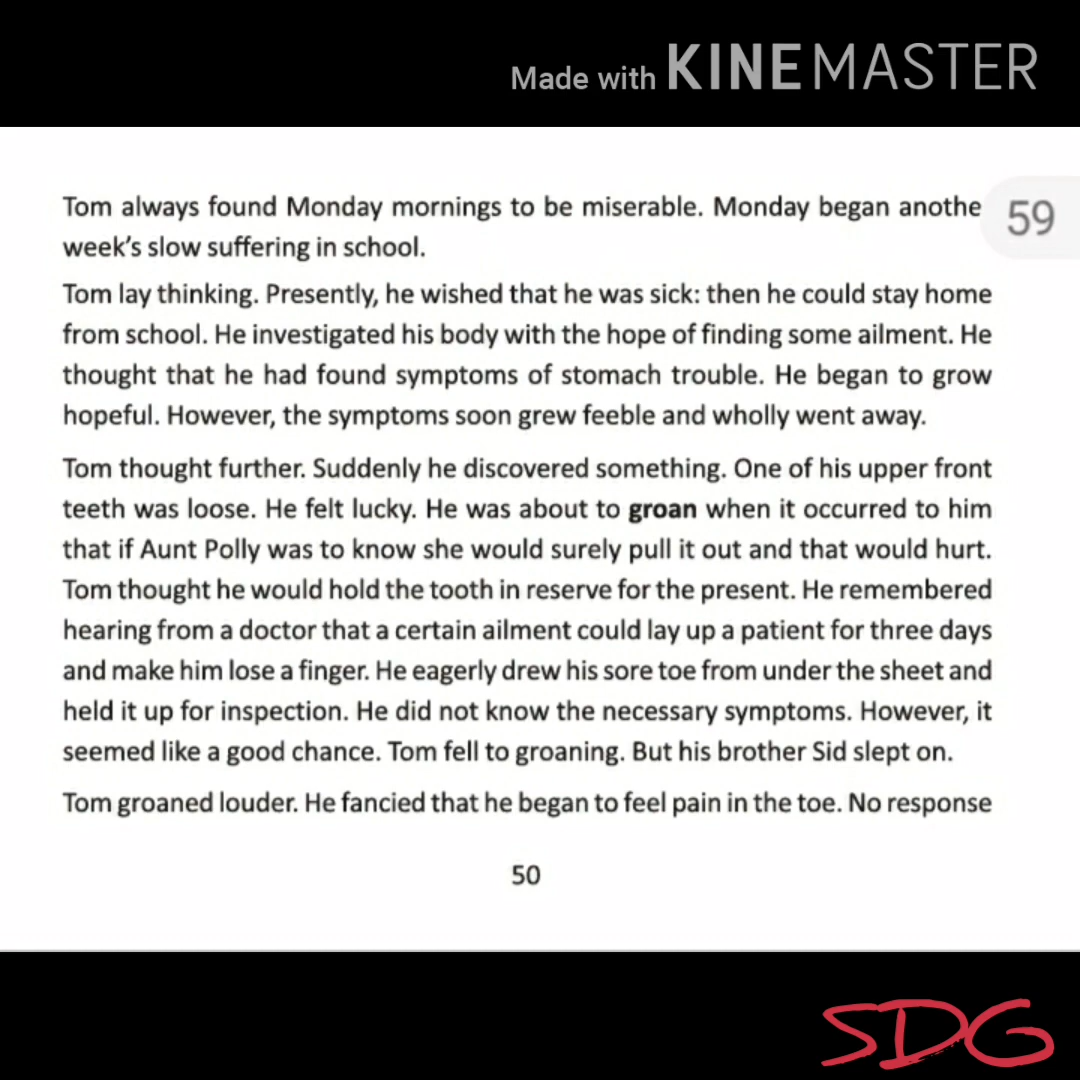 Made with KINEMASTER
Tom always found Monday mornings to be miserable. Monday began anothe
59
week's slow suffering in school.
Tom lay thinking. Presently, he wished that he was sick: then he could stay home
from school. He investigated his body with the hope of finding some ailment. He
thought that he had found symptoms of stomach trouble. He began to grow
hopeful. However, the symptoms soon grew feeble and wholly went away.
Tom thought further. Suddenly he discovered something. One of his upper front
teeth was loose. He felt lucky. He was about to groan when it occurred to him
that if Aunt Polly was to know she would surely pull it out and that would hurt.
Tom thought he would hold the tooth in reserve for the present. He remembered
hearing from a doctor that a certain ailment could lay up a patient for three days
and make him lose a finger. He eagerly drew his sore toe from under the sheet and
held it up for inspection. He did not know the necessary symptoms. However, it
seemed like a good chance. Tom fell to groaning. But his brother Sid slept on.
Tom groaned louder. He fancied that he began to feel pain in the toe. No response
50
SDG